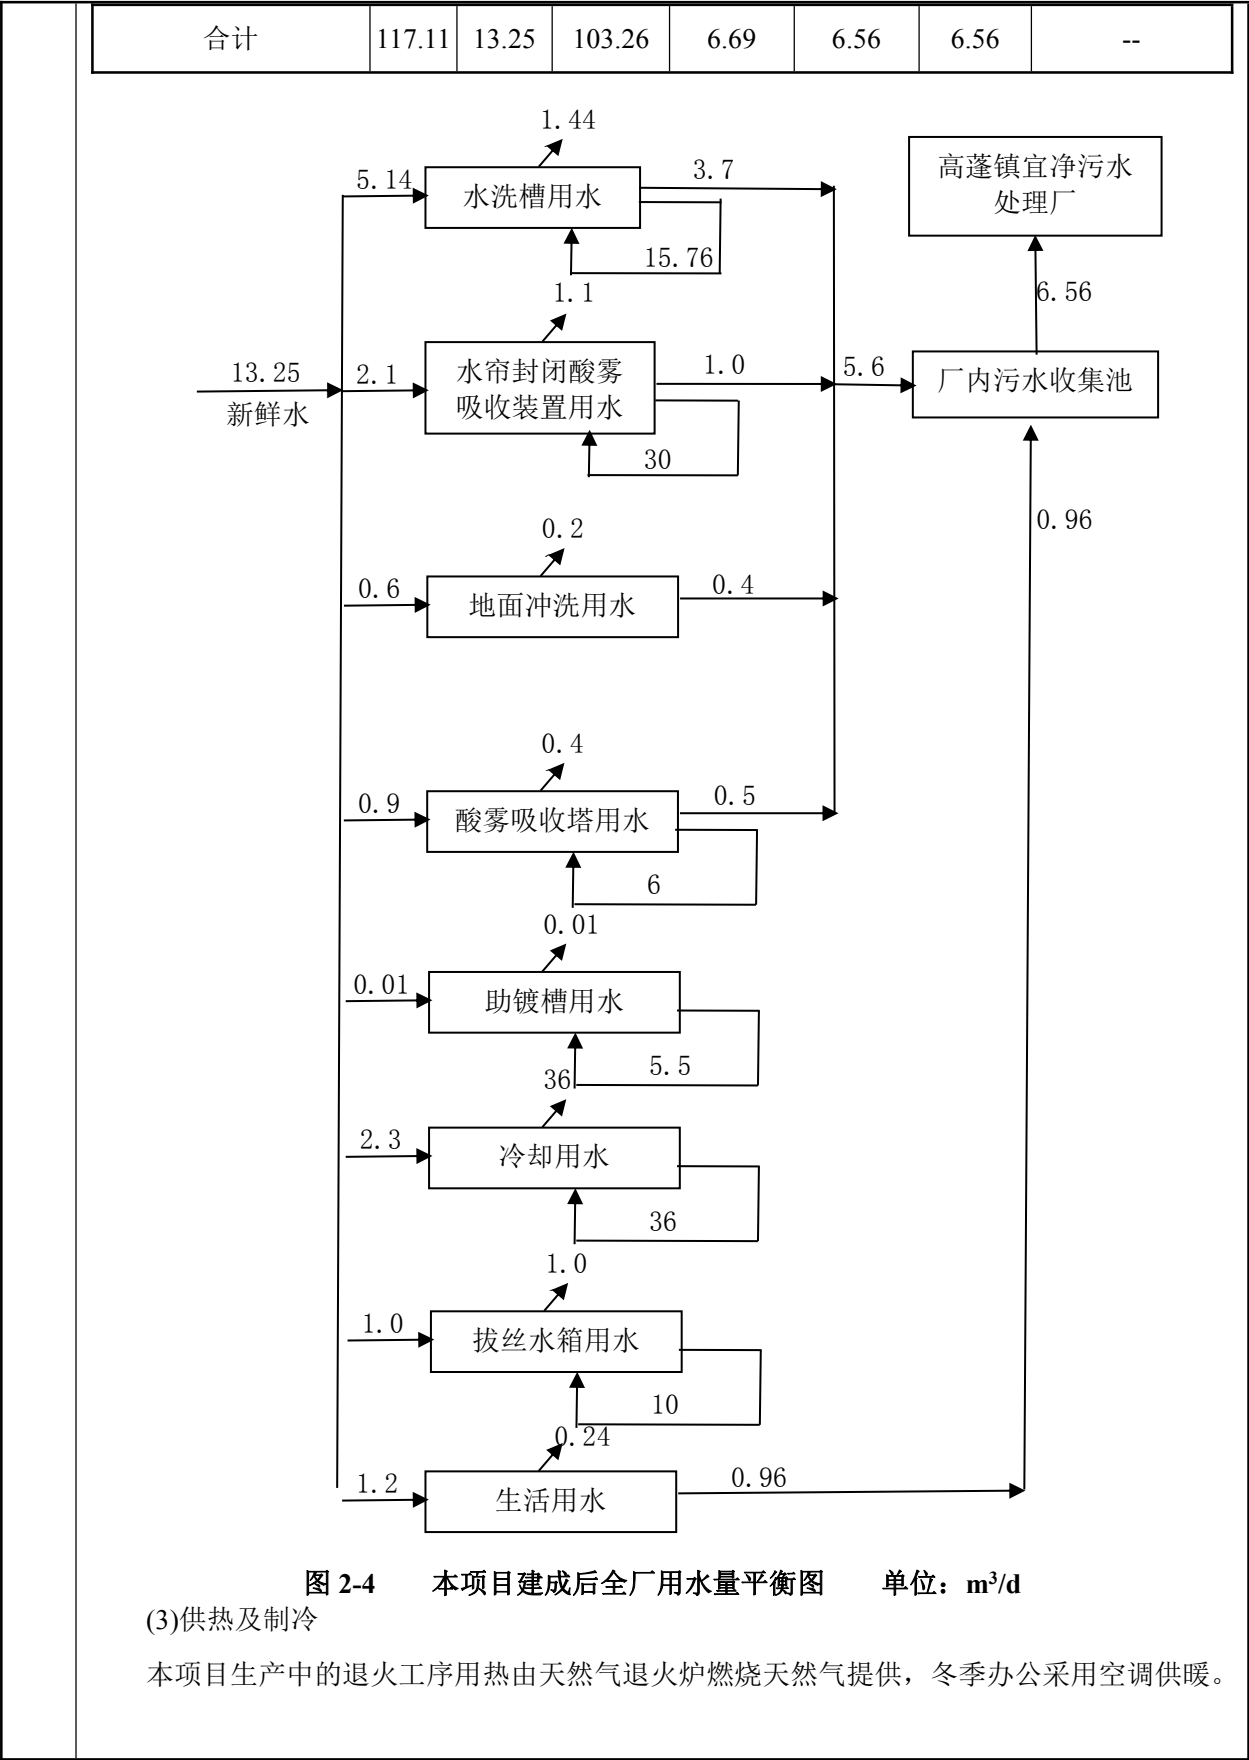 合计 117.11 13.25 103.26 6.69 6.56 6.56 --
1.44
5.14 水洗槽用水 3.7
15.76
高蓬镇宜净污水
处理厂
6.56
1.1
13.25
新鲜水
2.1 水帘封闭酸雾
吸收装置用水 1.0
30
5.6 厂内污水收集池
0.96
0.2
0.6 地面冲洗用水 0.4
0.4
0.9 酸雾吸收塔用水 0.5
6
0.01
0.01 助镀槽用水
5.5
36
2.3 冷却用水
36
1.0
1.0 拔丝水箱用水
10
0.24
1.2 生活用水 0.96
图 2-4 本项目建成后全厂用水量平衡图 单位：m³/d
(3)供热及制冷
本项目生产中的退火工序用热由天然气退火炉燃烧天然气提供，冬季办公采用空调供暖。